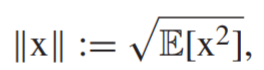 ‖x‖ := √𝔼[x²],